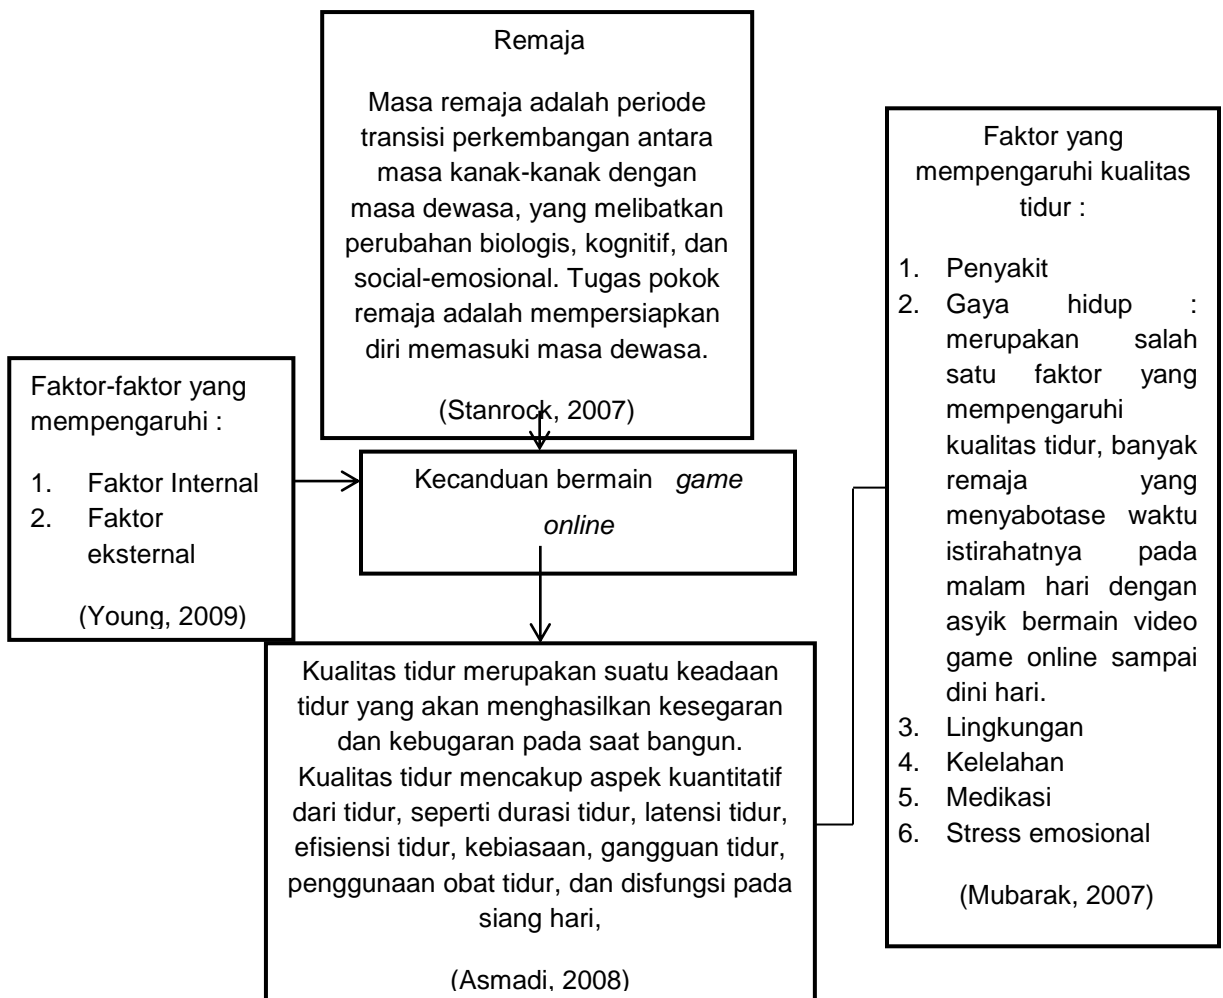 Remaja
Masa remaja adalah periode
transisi perkembangan antara
masa kanak-kanak dengan
masa dewasa, yang melibatkan
perubahan biologis, kognitif, dan
social-emosional. Tugas pokok
remaja adalah mempersiapkan
diri memasuki masa dewasa.
(Stanrock, 2007)
Faktor-faktor yang
mempengaruhi :
1. Faktor Internal
2. Faktor
eksternal
(Young, 2009)
Kecanduan bermain game
online
Kualitas tidur merupakan suatu keadaan
tidur yang akan menghasilkan kesegaran
dan kebugaran pada saat bangun.
Kualitas tidur mencakup aspek kuantitatif
dari tidur, seperti durasi tidur, latensi tidur,
efisiensi tidur, kebiasaan, gangguan tidur,
penggunaan obat tidur, dan disfungsi pada
siang hari,
(Asmadi, 2008)
Faktor yang
mempengaruhi kualitas
tidur :
1. Penyakit
2. Gaya hidup :
merupakan salah
satu faktor yang
mempengaruhi
kualitas tidur, banyak
remaja yang
menyabotase waktu
istirahatnya pada
malam hari dengan
asyik bermain video
game online sampai
dini hari.
3. Lingkungan
4. Kelelahan
5. Medikasi
6. Stress emosional
(Mubarak, 2007)